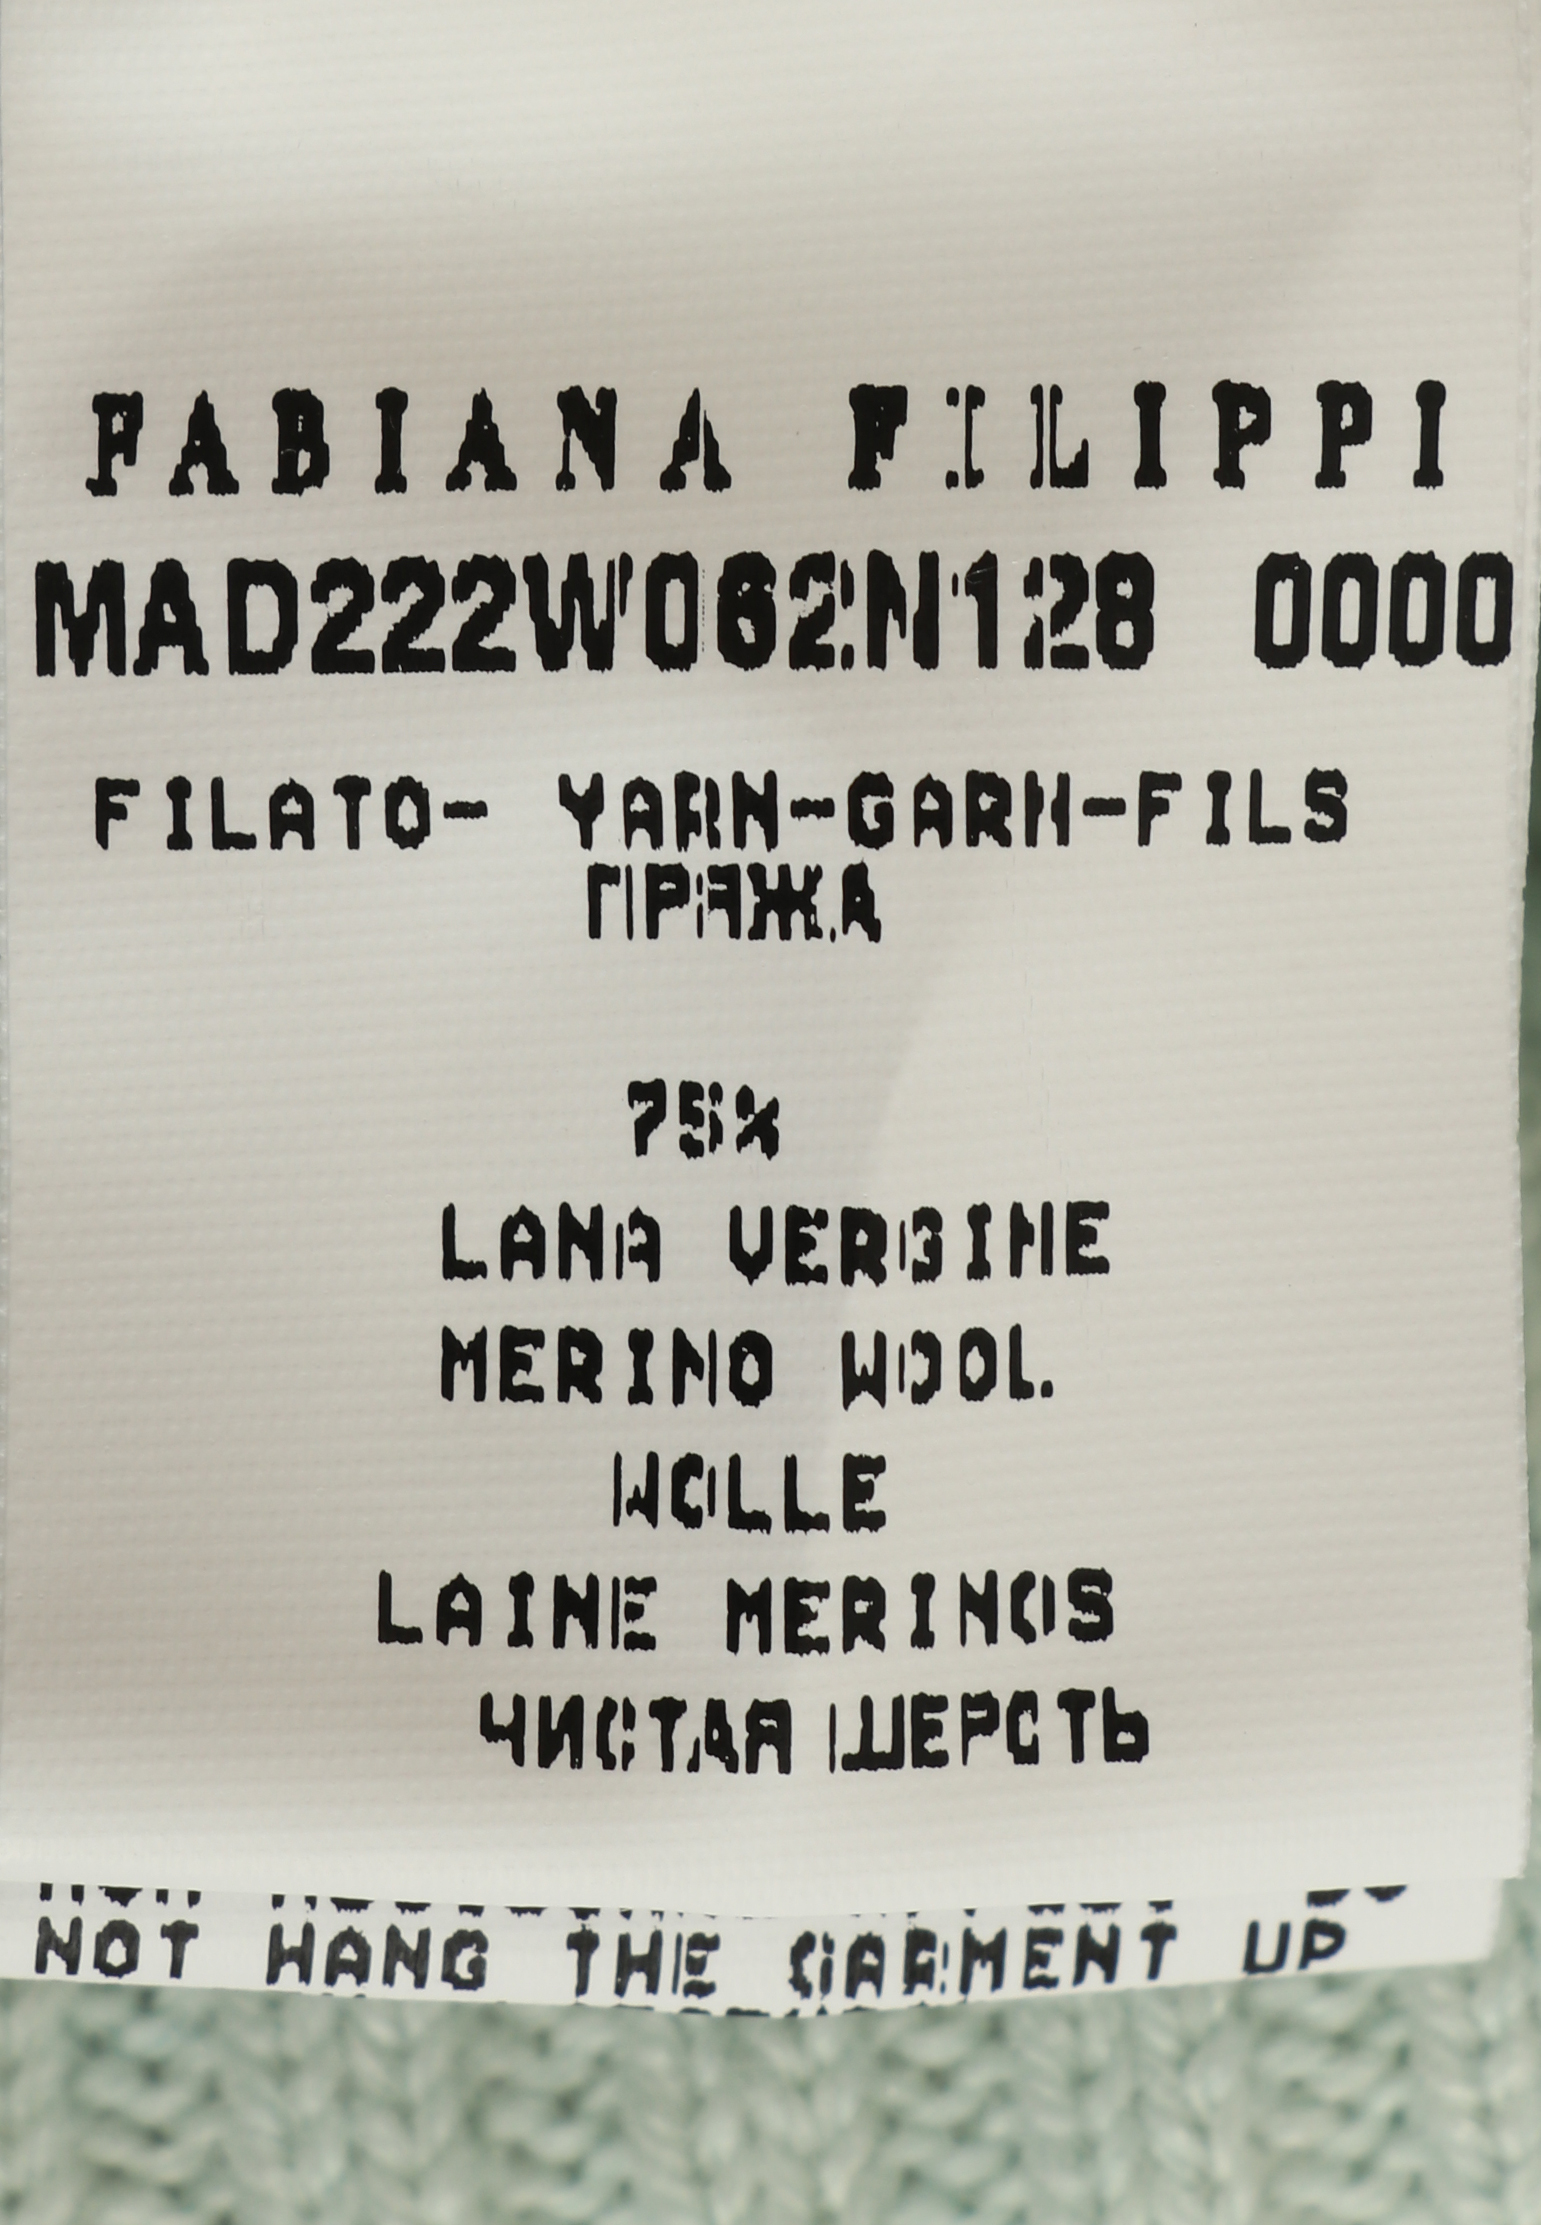 FABIANA FILIPPI
MAD222W062N128 0000
FILATO- YARN-GARN-FILS
ПРЯЖА
75%
LANA VERGINE
MERINO WOOL
WOLLE
LAINE MERINOS
ЧИСТАЯ ШЕРСТЬ
NOT HANG THE GARMENT UP